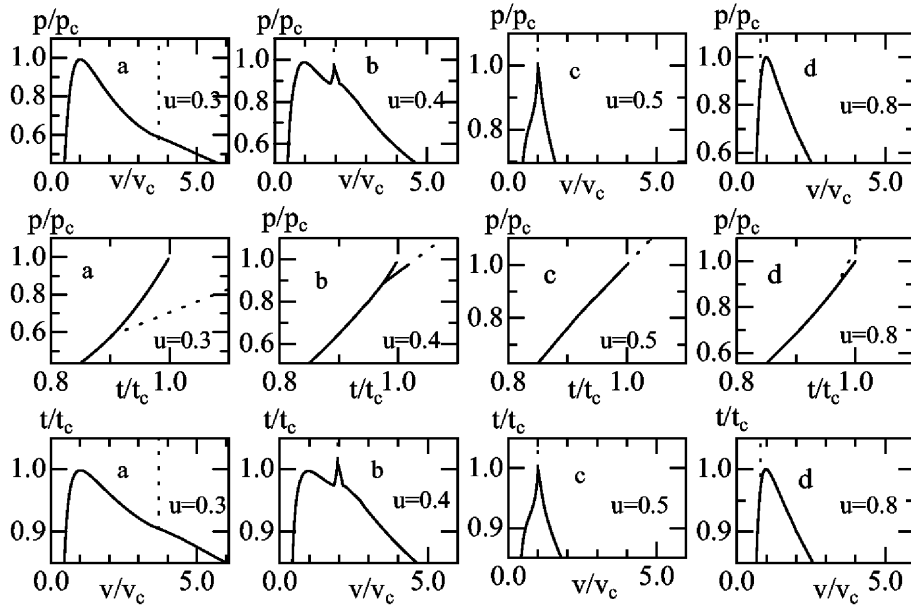 p/pc p/pc p/pc p/pc
1.0 a 1.0 b 1.0 c 1.0 d
0.8 u=0.3 0.8 u=0.4 u=0.5 0.8 u=0.8
0.6 0.6 0.8 0.6
0.0 v/vc 5.0 0.0 v/vc 5.0 0.0 v/vc 5.0 0.0 v/vc 5.0
p/pc p/pc p/pc p/pc
1.0 a 1.0 b 1.0 c 1.0 d
0.8 0.8 0.8 0.8
0.6 u=0.3 0.6 u=0.4 u=0.5 0.6 u=0.8
0.8 t/tc 1.0 0.8 t/tc 1.0 0.8 t/tc 1.0 0.8 t/tc 1.0
t/tc t/tc t/tc t/tc
1.0 a 1.0 b 1.0 c 1.0 d
0.9 u=0.3 0.9 u=0.4 0.9 u=0.5 0.9 u=0.8
0.0 v/vc 5.0 0.0 v/vc 5.0 0.0 v/vc 5.0 0.0 v/vc 5.0